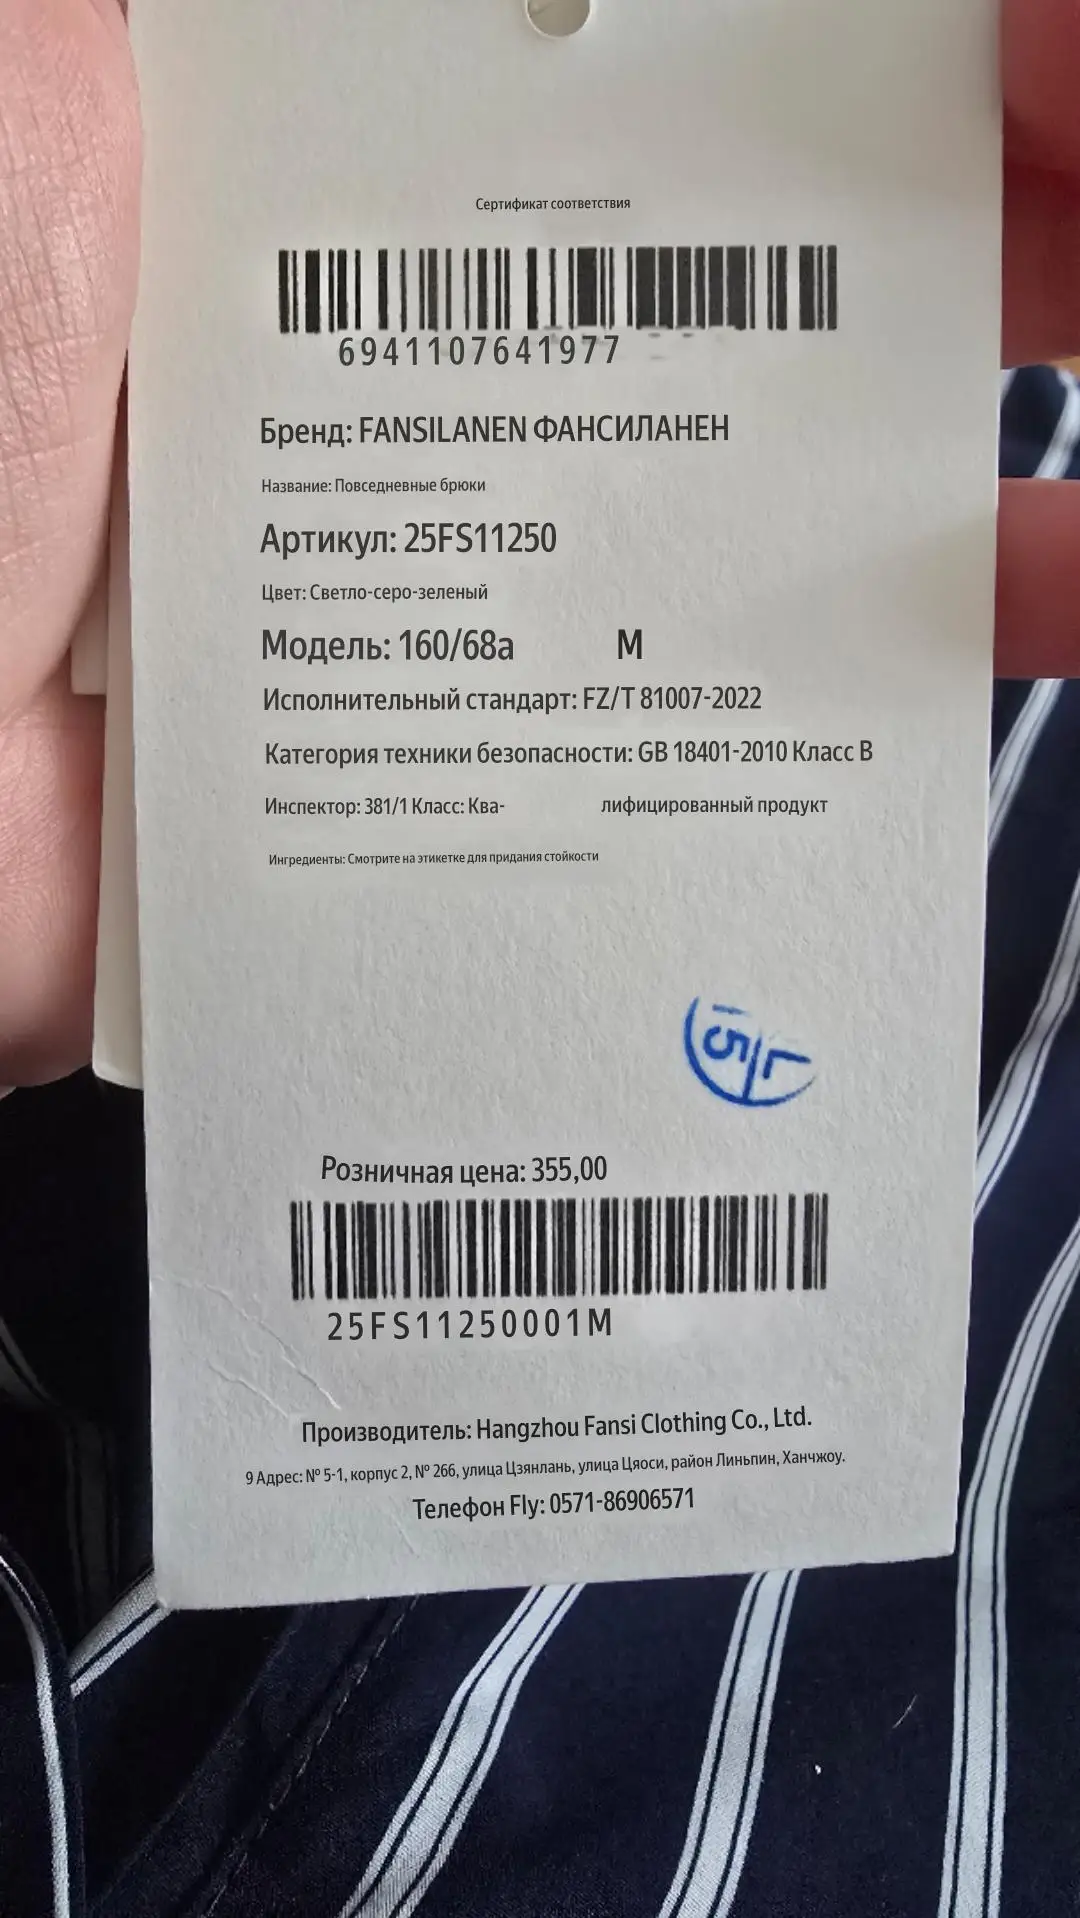 Сертификат соответствия
6941107641977
Бренд: FANSILANEN ФАНСИЛАНЕН
Название: Повседневные брюки
Артикул: 25FS11250
Цвет: Светло-серо-зеленый
Модель: 160/68a M
Исполнительный стандарт: FZ/T 81007-2022
Категория техники безопасности: GB 18401-2010 Класс B
Инспектор: 381/1 Класс: Ква- лифицированный продукт
Ингредиенты: Смотрите на этикетке для придания стойкости
15 L
Розничная цена: 355,00
25FS11250001M
Производитель: Hangzhou Fansi Clothing Co., Ltd.
9 Адрес: № 5-1, корпус 2, № 266, улица Цзянлань, улица Цяоси, район Линьпин, Ханчжоу.
Телефон Fly: 0571-86906571